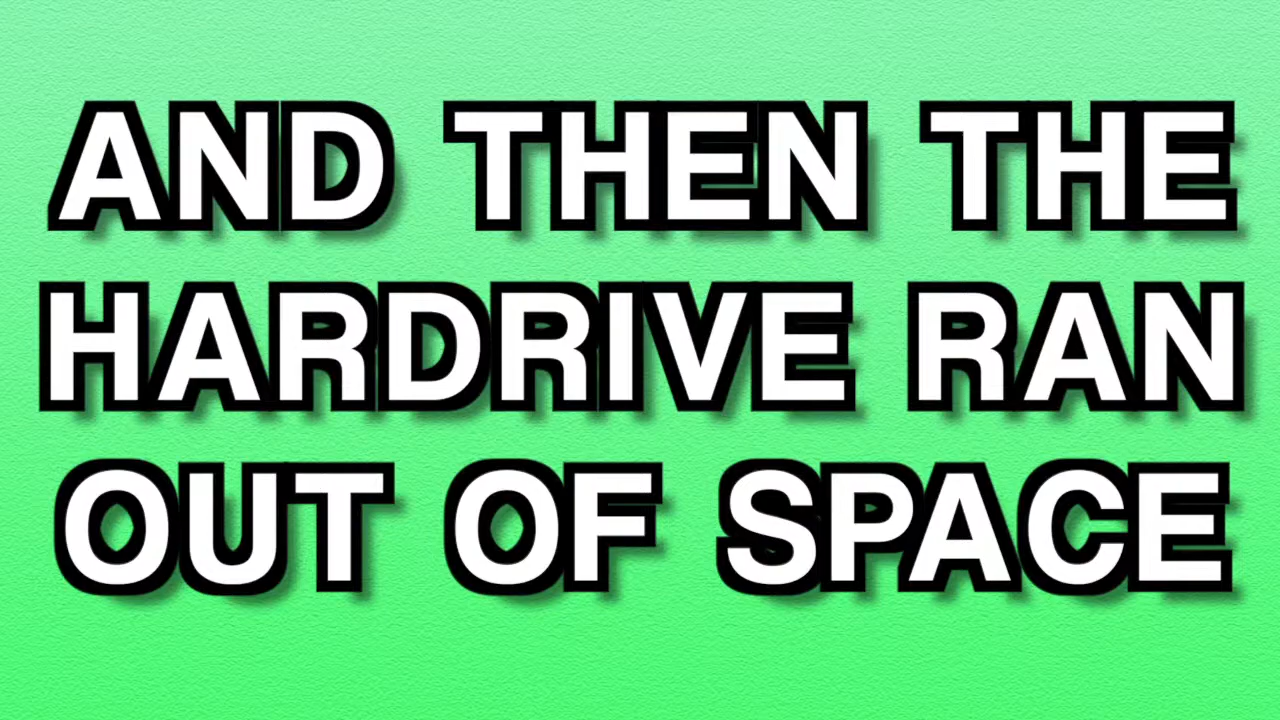 AND THEN THE
HARDRIVE RAN
OUT OF SPACE